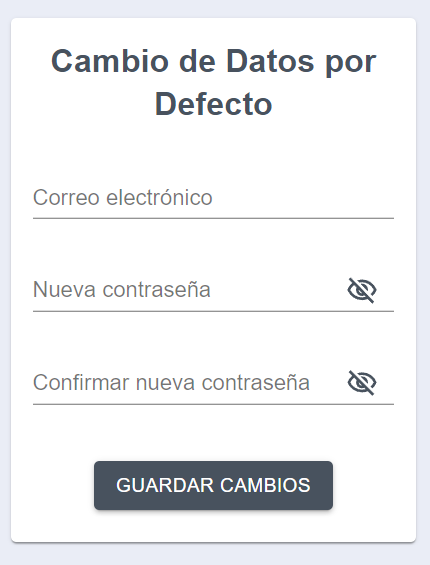 Cambio de Datos por
Defecto
Correo electrónico
Nueva contraseña
Confirmar nueva contraseña
GUARDAR CAMBIOS